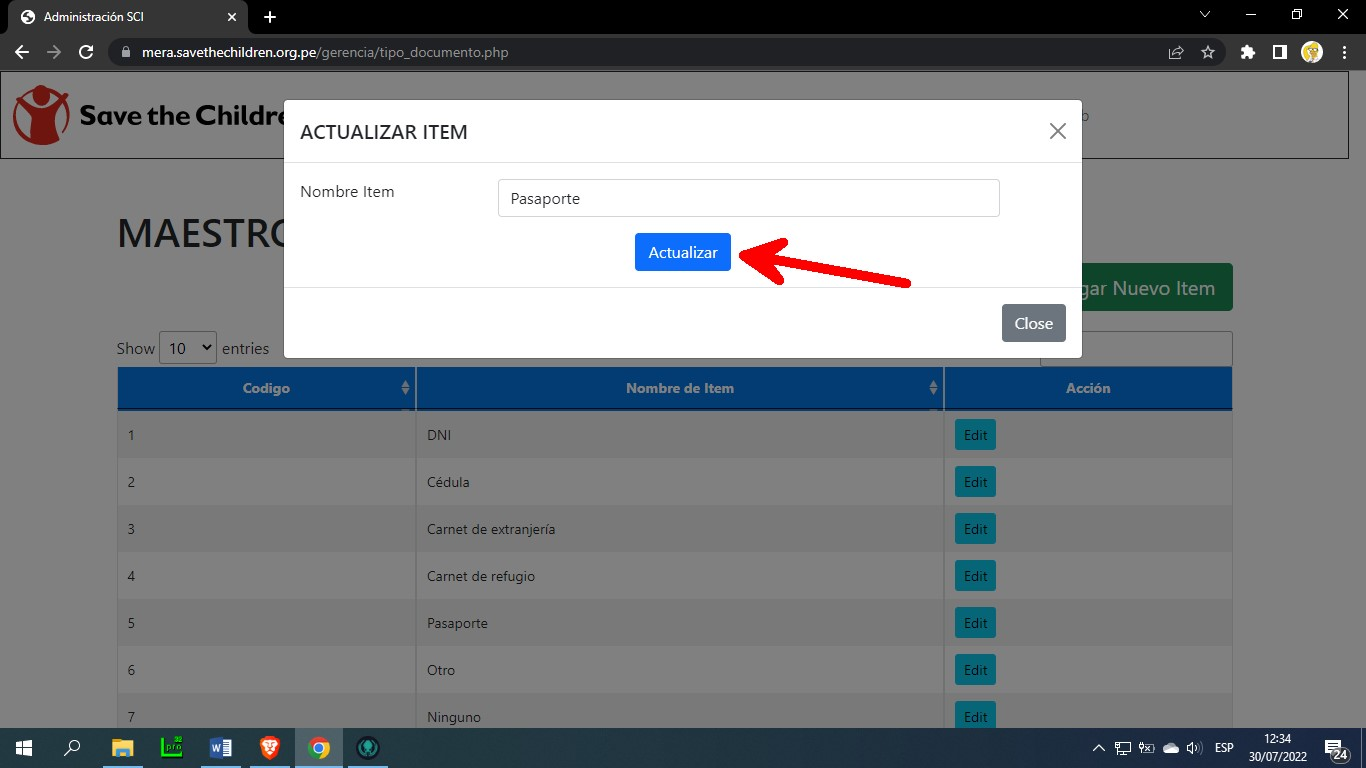 Administración SCI
mera.savethechildren.org.pe/gerencia/tipo_documento.php
Save the Childre
ACTUALIZAR ITEM
Nombre Item
Pasaporte
Actualizar
Close
MAESTRO
gar Nuevo Item
Show 10 entries
Codigo Nombre de Item Acción
1 DNI Edit
2 Cédula Edit
3 Carnet de extranjería Edit
4 Carnet de refugio Edit
5 Pasaporte Edit
6 Otro Edit
7 Ninguno Edit
ESP
12:34
30/07/2022
24